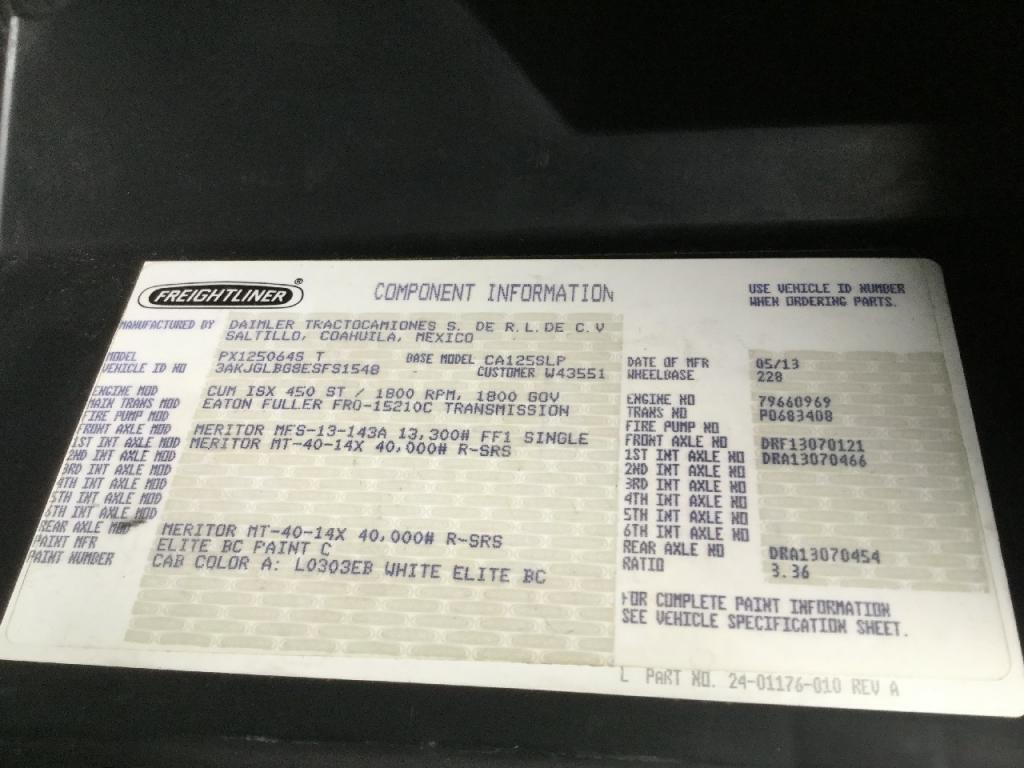 FREIGHTLINER®
COMPONENT INFORMATION
USE VEHICLE ID NUMBER
WHEN ORDERING PARTS.
MANUFACTURED BY DAIMLER TRACTOCAMIONES S. DE R.L. DE C.V
SALTILLO, COAHUILA, MEXICO
MODEL PX125064S T BASE MODEL CA125SLP
VEHICLE ID NO 3AKJGLBG8ESFS1548 CUSTOMER W43551
ENGINE MOD CUM ISX 450 ST / 1800 RPM, 1800 GOV
MAIN TRANS MOD EATON FULLER FRO-15210C TRANSMISSION
FIRE PUMP MOD
FRONT AXLE MOD MERITOR MFS-13-143A 13,300# FF1 SINGLE
1ST INT AXLE MOD MERITOR MT-40-14X 40,000# R-SRS
2ND INT AXLE MOD
3RD INT AXLE MOD
4TH INT AXLE MOD
5TH INT AXLE MOD
6TH INT AXLE MOD
REAR AXLE MOD MERITOR MT-40-14X 40,000# R-SRS
PAINT MFR ELITE BC PAINT C
PAINT NUMBER CAB COLOR A: L0303EB WHITE ELITE BC
DATE OF MFR 05/13
WHEELBASE 228
ENGINE NO 79660969
TRANS NO P0683408
FIRE PUMP NO
FRONT AXLE NO DRF13070121
1ST INT AXLE NO DRA13070466
2ND INT AXLE NO
3RD INT AXLE NO
4TH INT AXLE NO
5TH INT AXLE NO
6TH INT AXLE NO
REAR AXLE NO DRA13070454
RATIO 3.36
FOR COMPLETE PAINT INFORMATION
SEE VEHICLE SPECIFICATION SHEET.
L PART NO. 24-01176-010 REV A